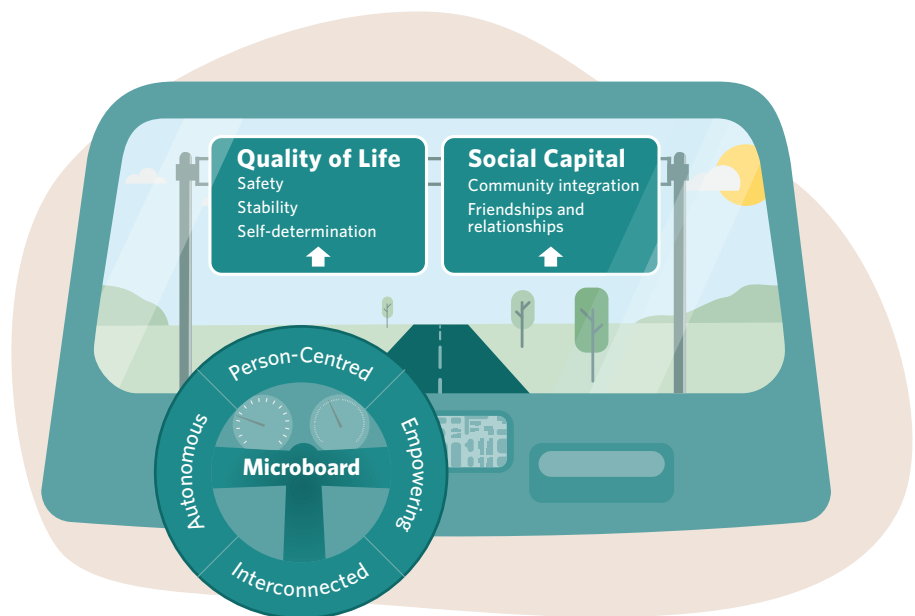 Quality of Life
Safety
Stability
Self-determination
Social Capital
Community integration
Friendships and
relationships
Person-Centred
Autonomous
Microboard
Empowering
Interconnected